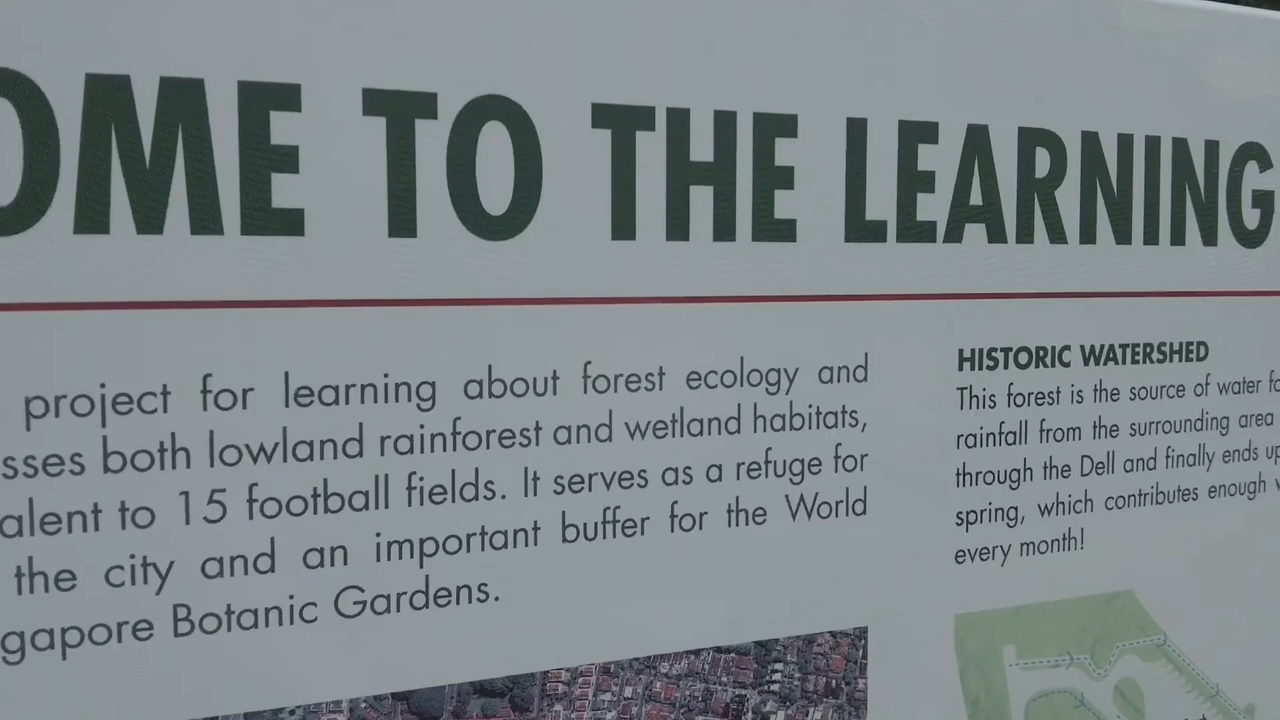 OME TO THE LEARNING
project for learning about forest ecology and
sses both lowland rainforest and wetland habitats,
alent to 15 football fields. It serves as a refuge for
the city and an important buffer for the World
gapore Botanic Gardens.
HISTORIC WATERSHED
This forest is the source of water fo
rainfall from the surrounding area
through the Dell and finally ends up
spring, which contributes enough
every month!